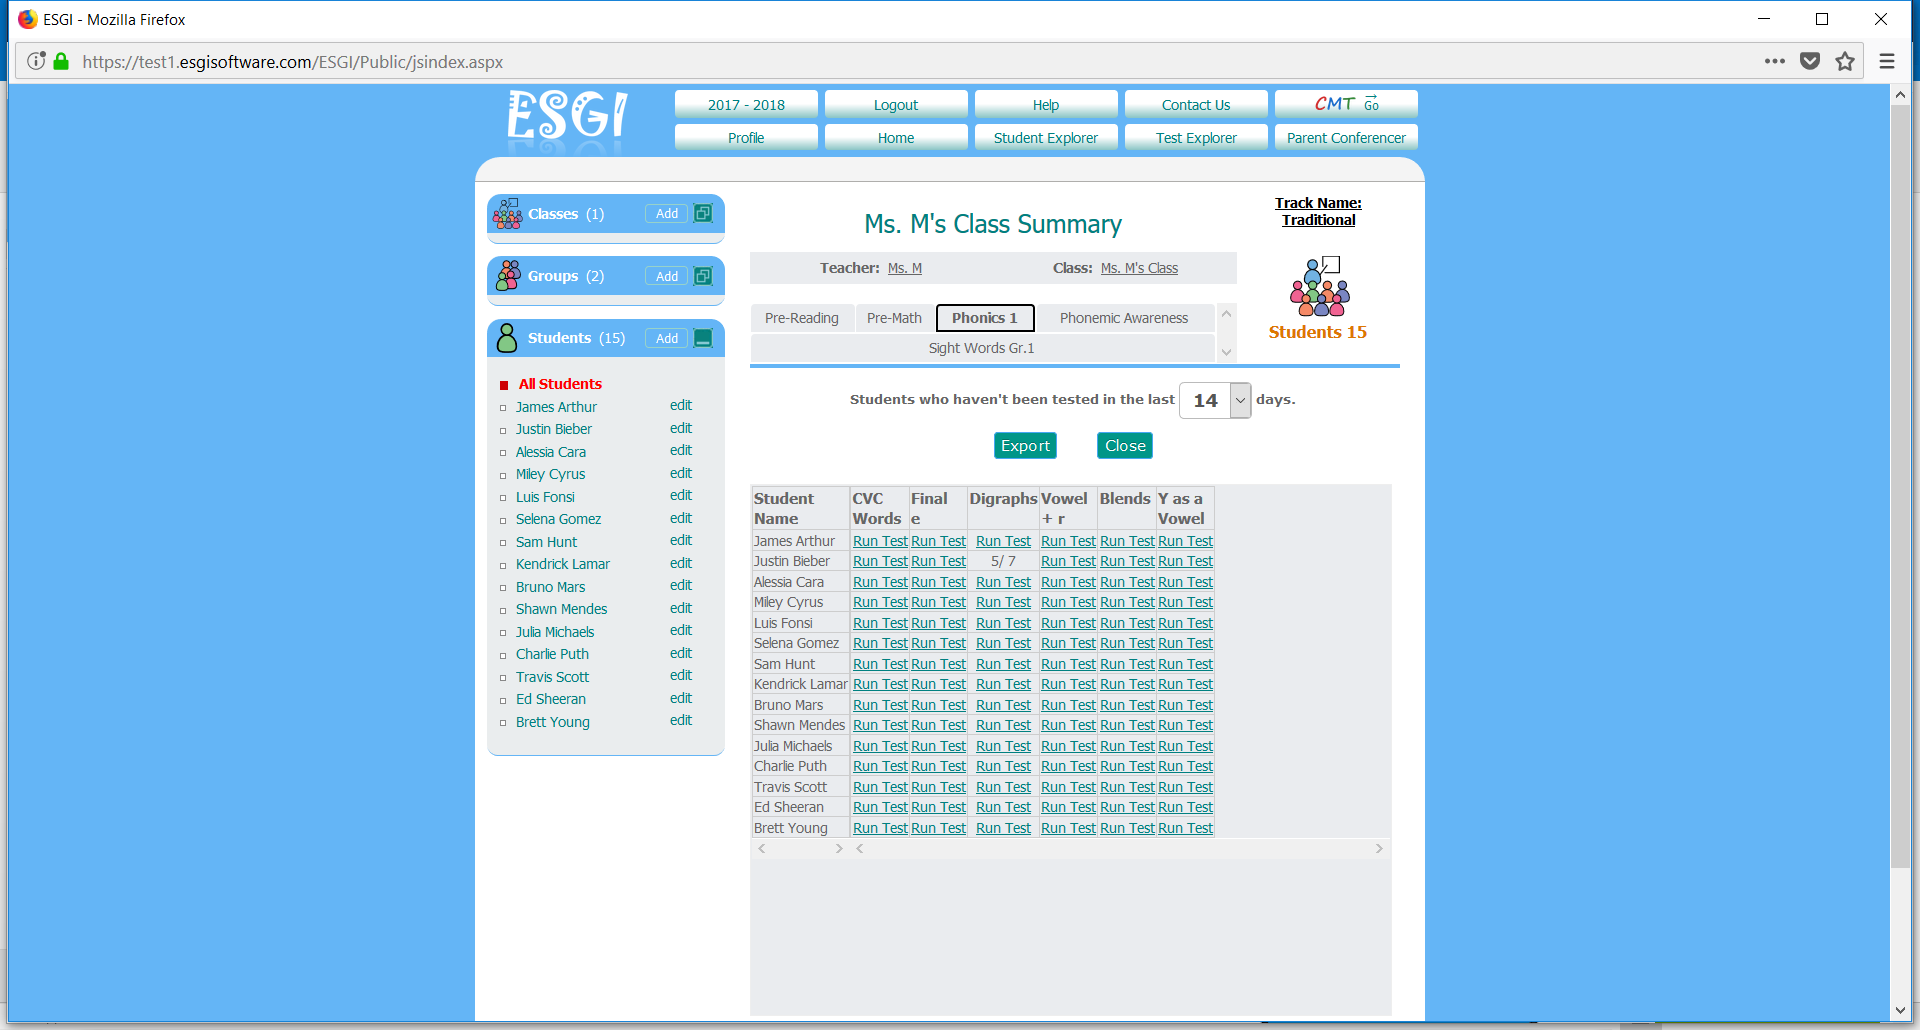 ESGI - Mozilla Firefox
https://test1.esgisoftware.com/ESGI/Public/jsindex.aspx
ESGI
2017 - 2018 Logout Help Contact Us CMT Go
Profile Home Student Explorer Test Explorer Parent Conferencer
Classes (1) Add
Groups (2) Add
Students (15) Add
All Students
James Arthur edit
Justin Bieber edit
Alessia Cara edit
Miley Cyrus edit
Luis Fonsi edit
Selena Gomez edit
Sam Hunt edit
Kendrick Lamar edit
Bruno Mars edit
Shawn Mendes edit
Julia Michaels edit
Charlie Puth edit
Travis Scott edit
Ed Sheeran edit
Brett Young edit
Ms. M's Class Summary
Teacher: Ms. M Class: Ms. M's Class
Track Name:
Traditional
Students 15
Pre-Reading Pre-Math Phonics 1 Phonemic Awareness
Sight Words Gr.1
Students who haven't been tested in the last 14 days.
Export Close
Student CVC Final Digraphs Vowel Blends Y as a
Name Words e + r Vowel
James Arthur Run Test Run Test Run Test Run Test Run Test Run Test
Justin Bieber Run Test Run Test 5/ 7 Run Test Run Test Run Test
Alessia Cara Run Test Run Test Run Test Run Test Run Test Run Test
Miley Cyrus Run Test Run Test Run Test Run Test Run Test Run Test
Luis Fonsi Run Test Run Test Run Test Run Test Run Test Run Test
Selena Gomez Run Test Run Test Run Test Run Test Run Test Run Test
Sam Hunt Run Test Run Test Run Test Run Test Run Test Run Test
Kendrick Lamar Run Test Run Test Run Test Run Test Run Test Run Test
Bruno Mars Run Test Run Test Run Test Run Test Run Test Run Test
Shawn Mendes Run Test Run Test Run Test Run Test Run Test Run Test
Julia Michaels Run Test Run Test Run Test Run Test Run Test Run Test
Charlie Puth Run Test Run Test Run Test Run Test Run Test Run Test
Travis Scott Run Test Run Test Run Test Run Test Run Test Run Test
Ed Sheeran Run Test Run Test Run Test Run Test Run Test Run Test
Brett Young Run Test Run Test Run Test Run Test Run Test Run Test